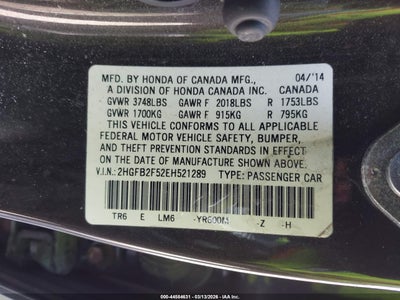 MFD. BY HONDA OF CANADA MFG., 04/'14
A DIVISION OF HONDA CANADA INC. CANADA
GVWR 3748LBS GAWR F 2018LBS R 1753LBS
GVWR 1700KG GAWR F 915KG R 795KG
THIS VEHICLE CONFORMS TO ALL APPLICABLE
FEDERAL MOTOR VEHICLE SAFETY, BUMPER,
AND THEFT PREVENTION STANDARDS IN EFFECT ON
THE DATE OF MANUFACTURE SHOWN ABOVE.
V.I.N.: 2HGFB2F52EH521289 TYPE: PASSENGER CAR
TR6 E LM6 -YR600M -Z -H
000-44584631 - 03/13/2026 - IAAI.COM